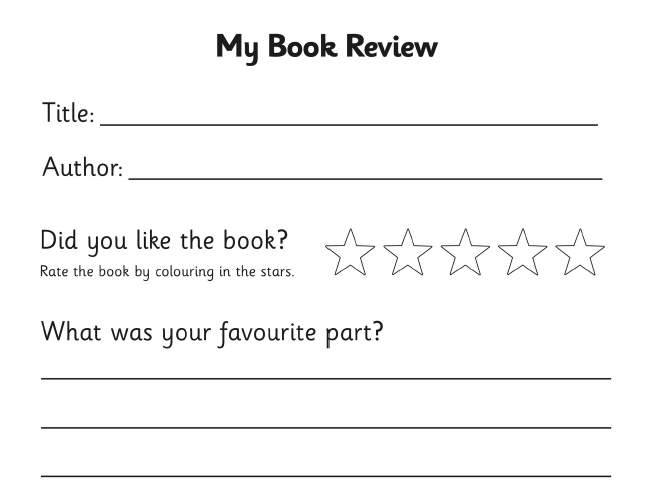 My Book Review
Title:
Author:
Did you like the book?
Rate the book by colouring in the stars.
What was your favourite part?